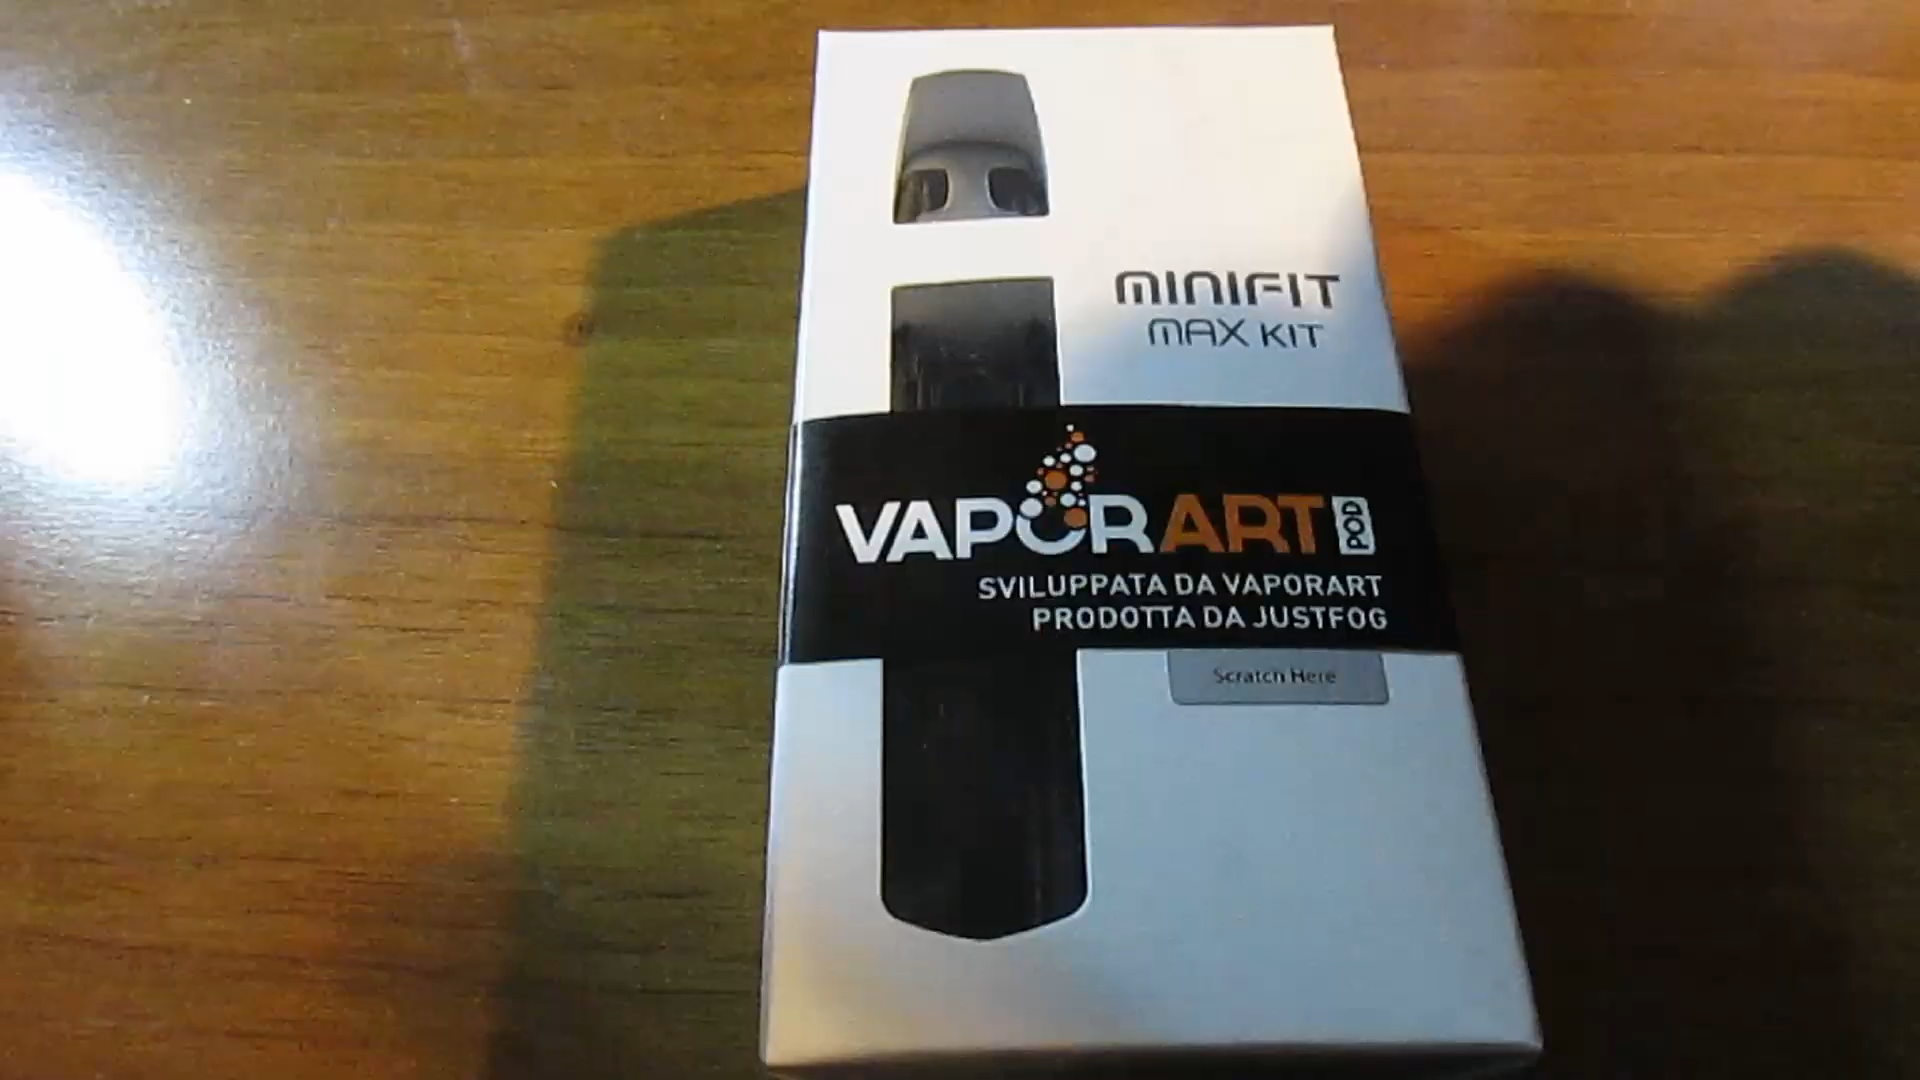 MINIFIT
MAX KIT
VAPORART POD
SVILUPPATA DA VAPORART
PRODOTTA DA JUSTFOG
Scratch Here